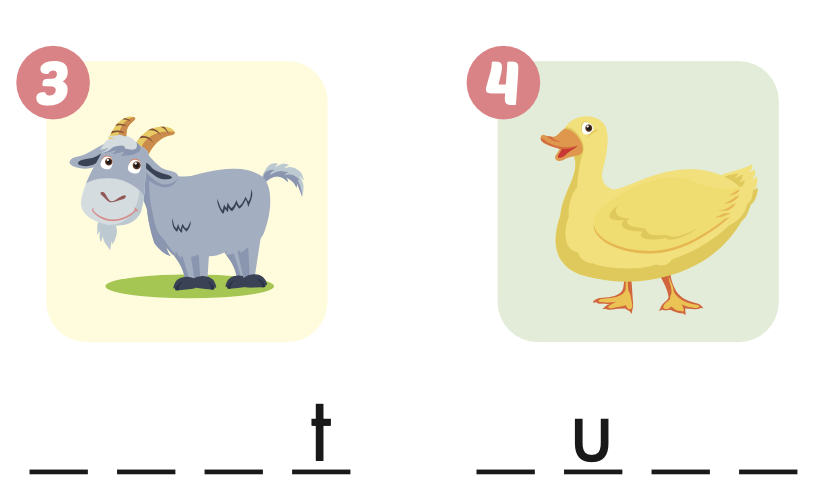 3
4
_ _ _ t
_ u _ _